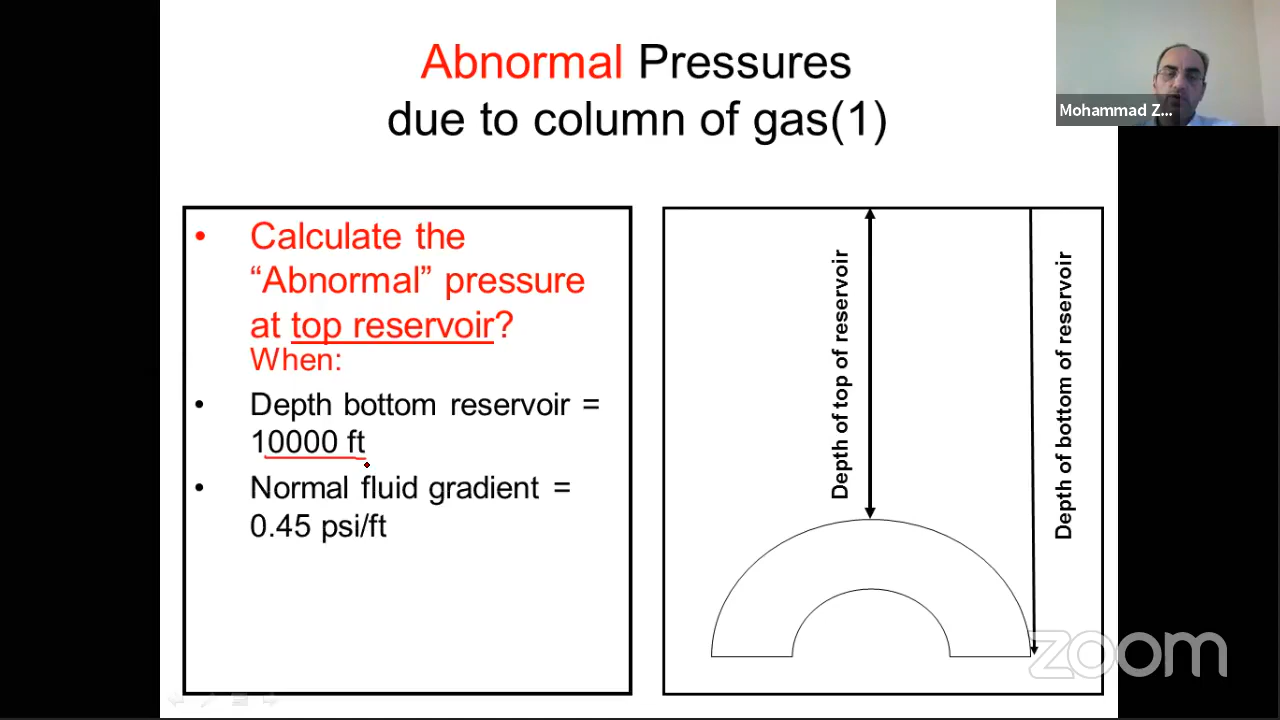 Abnormal Pressures
due to column of gas(1)
Mohammad Z...
• Calculate the
“Abnormal” pressure
at top reservoir?
When:
• Depth bottom reservoir =
10000 ft
• Normal fluid gradient =
0.45 psi/ft
Depth of top of reservoir
Depth of bottom of reservoir
zoom